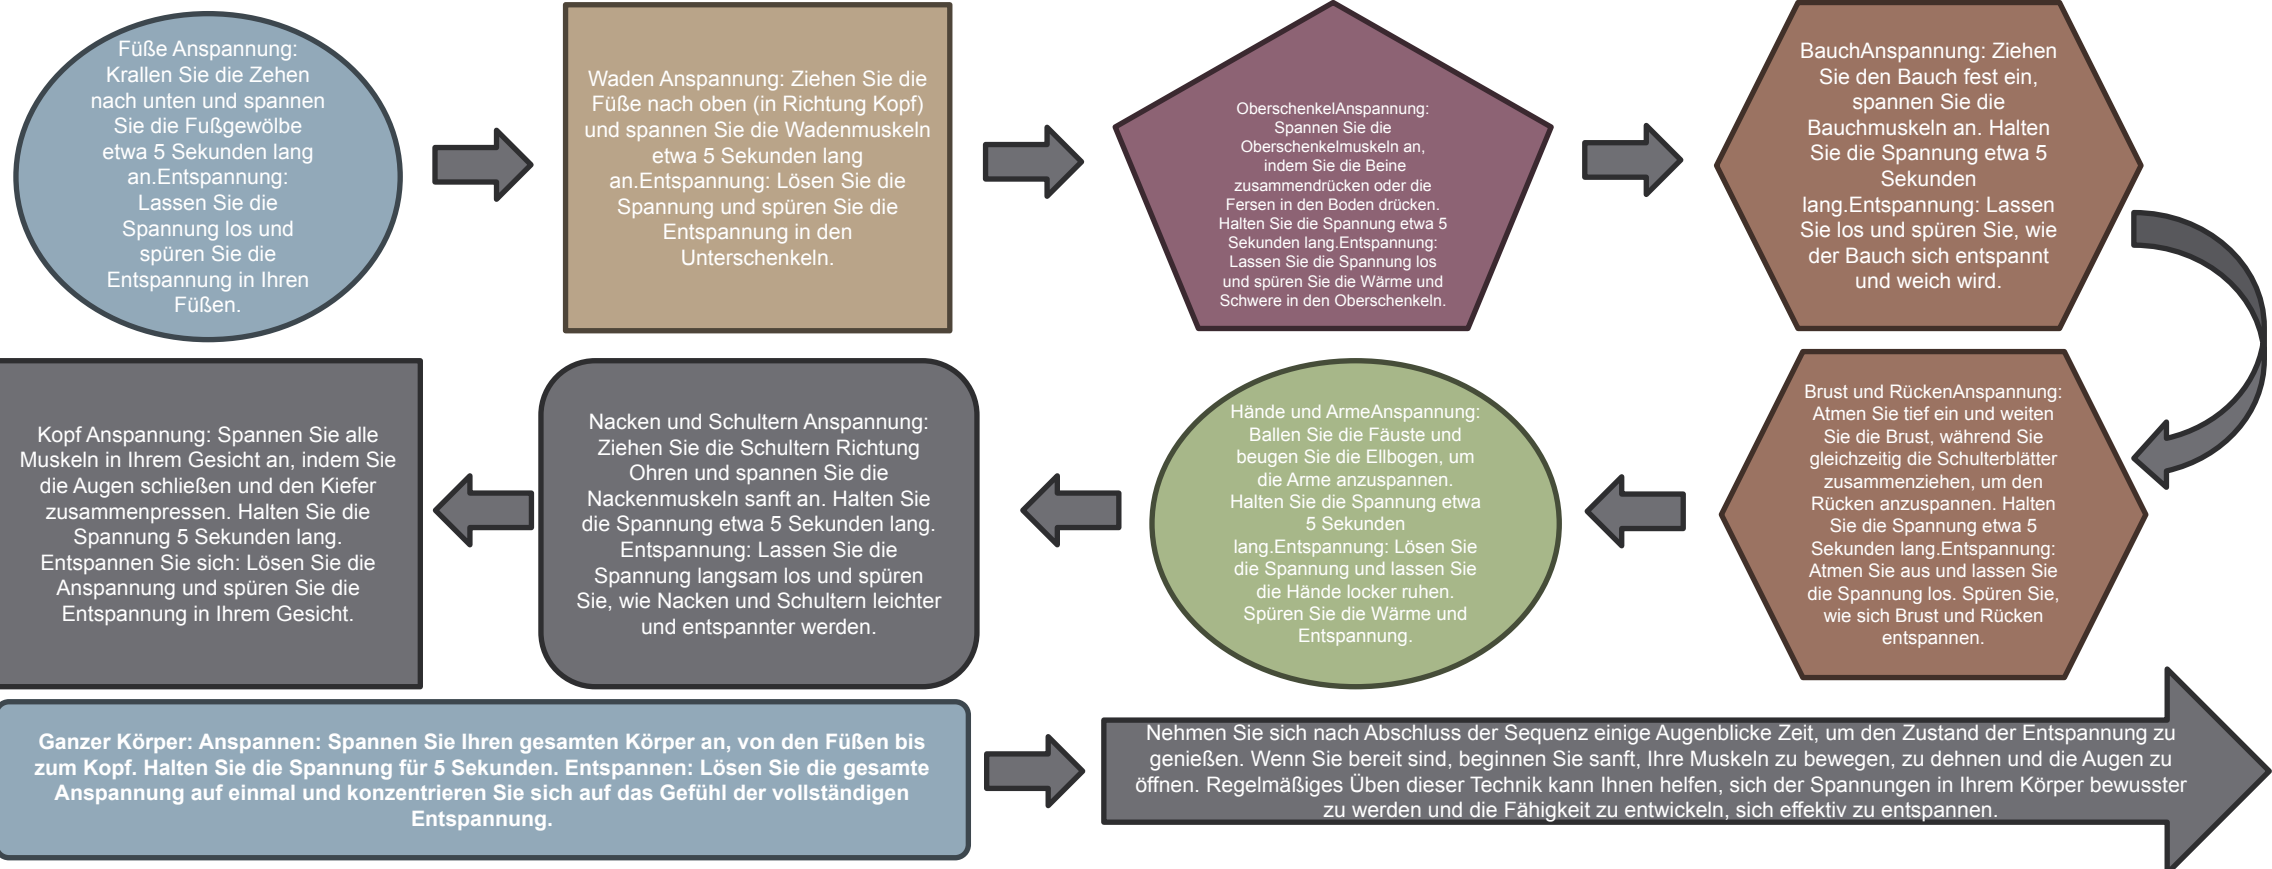 Füße Anspannung:
Krallen Sie die Zehen
nach unten und spannen
Sie die Fußgewölbe
etwa 5 Sekunden lang
an.Entspannung:
Lassen Sie die
Spannung los und
spüren Sie die
Entspannung in Ihren
Füßen.
Waden Anspannung: Ziehen Sie die
Füße nach oben (in Richtung Kopf)
und spannen Sie die Wadenmuskeln
etwa 5 Sekunden lang
an.Entspannung: Lösen Sie die
Spannung und spüren Sie die
Entspannung in den
Unterschenkeln.
OberschenkelAnspannung:
Spannen Sie die
Oberschenkelmuskeln an,
indem Sie die Beine
zusammendrücken oder die
Fersen in den Boden drücken.
Halten Sie die Spannung etwa 5
Sekunden lang.Entspannung:
Lassen Sie die Spannung los
und spüren Sie die Wärme und
Schwere in den Oberschenkeln.
BauchAnspannung: Ziehen
Sie den Bauch fest ein,
spannen Sie die
Bauchmuskeln an. Halten
Sie die Spannung etwa 5
Sekunden
lang.Entspannung: Lassen
Sie los und spüren Sie, wie
der Bauch sich entspannt
und weich wird.
Brust und RückenAnspannung:
Atmen Sie tief ein und weiten
Sie die Brust, während Sie
gleichzeitig die Schulterblätter
zusammenziehen, um den
Rücken anzuspannen. Halten
Sie die Spannung etwa 5
Sekunden lang.Entspannung:
Atmen Sie aus und lassen Sie
die Spannung los. Spüren Sie,
wie sich Brust und Rücken
entspannen.
Hände und ArmeAnspannung:
Ballen Sie die Fäuste und
beugen Sie die Ellbogen, um
die Arme anzuspannen.
Halten Sie die Spannung etwa
5 Sekunden
lang.Entspannung: Lösen Sie
die Spannung und lassen Sie
die Hände locker ruhen.
Spüren Sie die Wärme und
Entspannung.
Nacken und Schultern Anspannung:
Ziehen Sie die Schultern Richtung
Ohren und spannen Sie die
Nackenmuskeln sanft an. Halten Sie
die Spannung etwa 5 Sekunden lang.
Entspannung: Lassen Sie die
Spannung langsam los und spüren
Sie, wie Nacken und Schultern leichter
und entspannter werden.
Kopf Anspannung: Spannen Sie alle
Muskeln in Ihrem Gesicht an, indem Sie
die Augen schließen und den Kiefer
zusammenpressen. Halten Sie die
Spannung 5 Sekunden lang.
Entspannen Sie sich: Lösen Sie die
Anspannung und spüren Sie die
Entspannung in Ihrem Gesicht.
Ganzer Körper: Anspannen: Spannen Sie Ihren gesamten Körper an, von den Füßen bis
zum Kopf. Halten Sie die Spannung für 5 Sekunden. Entspannen: Lösen Sie die gesamte
Anspannung auf einmal und konzentrieren Sie sich auf das Gefühl der vollständigen
Entspannung.
Nehmen Sie sich nach Abschluss der Sequenz einige Augenblicke Zeit, um den Zustand der Entspannung zu
genießen. Wenn Sie bereit sind, beginnen Sie sanft, Ihre Muskeln zu bewegen, zu dehnen und die Augen zu
öffnen. Regelmäßiges Üben dieser Technik kann Ihnen helfen, sich der Spannungen in Ihrem Körper bewusster
zu werden und die Fähigkeit zu entwickeln, sich effektiv zu entspannen.